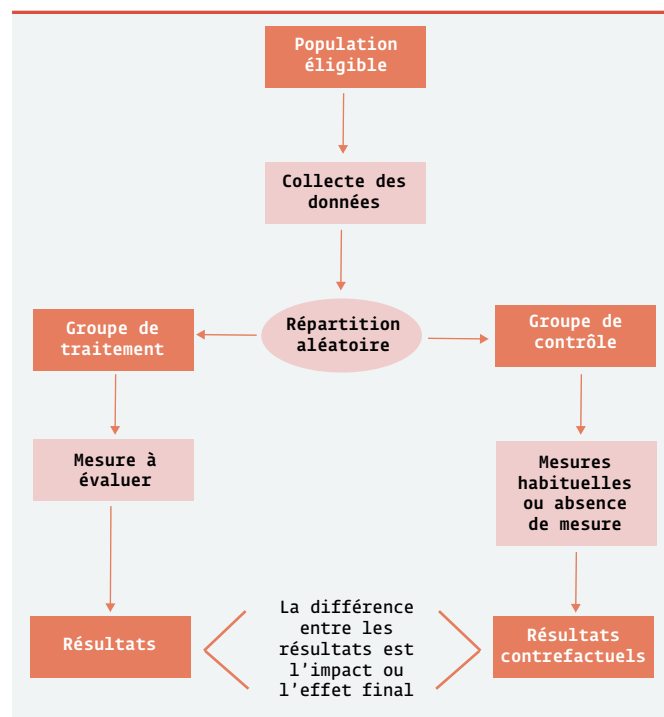 Population
éligible
Collecte des
données
Répartition
aléatoire
Groupe de
traitement
Groupe de
contrôle
Mesure à
évaluer
Mesures
habituelles
ou absence
de mesure
Résultats
La différence
entre les
résultats est
l'impact ou
l'effet final
Résultats
contrefactuels